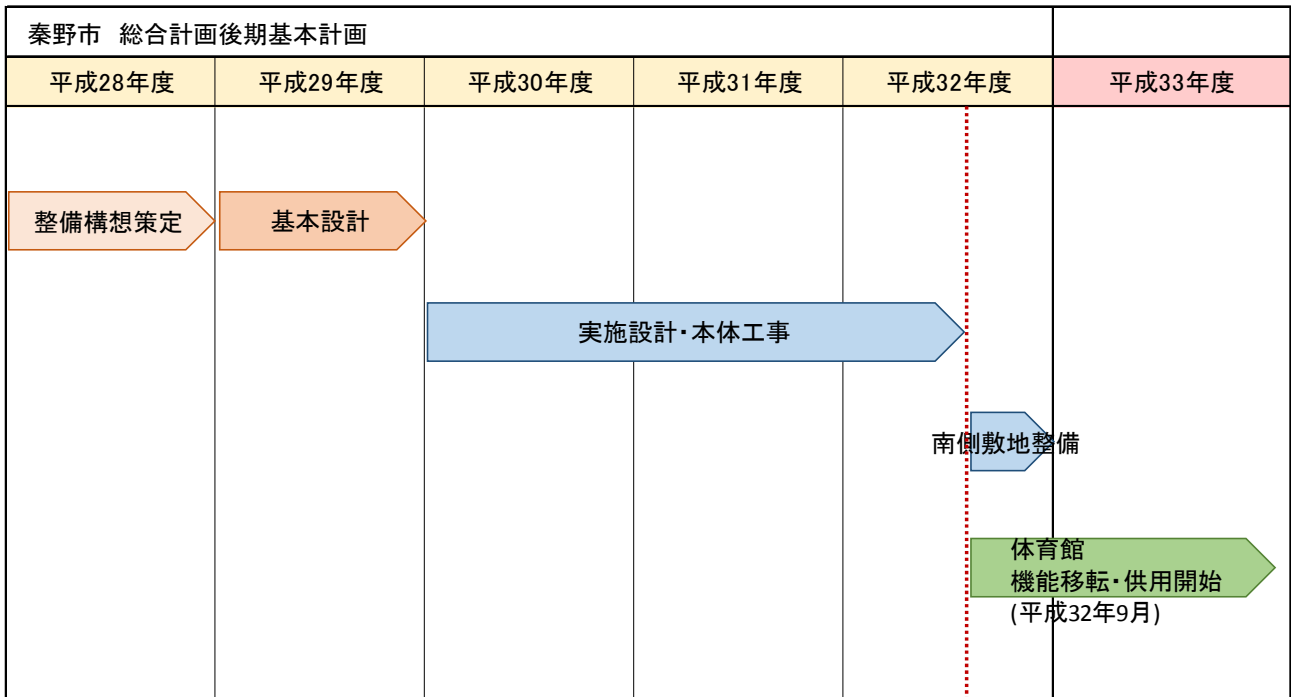 秦野市　総合計画後期基本計画
平成28年度
平成29年度
平成30年度
平成31年度
平成32年度
平成33年度
整備構想策定
基本設計
実施設計・本体工事
南側敷地整備
体育館
機能移転・供用開始
(平成32年9月)